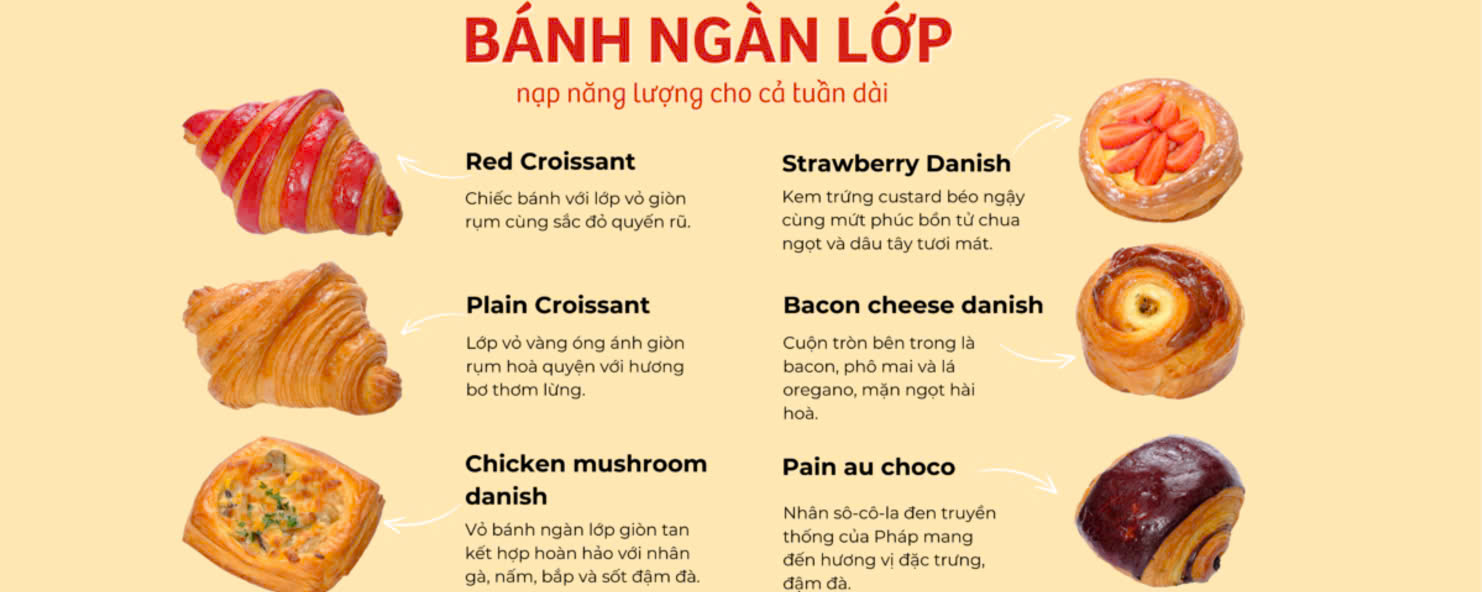 BÁNH NGÀN LỚP
nạp năng lượng cho cả tuần dài
Red Croissant
Chiếc bánh với lớp vỏ giòn
rụm cùng sắc đỏ quyến rũ.
Plain Croissant
Lớp vỏ vàng óng ánh giòn
rụm hoà quyện với hương
bơ thơm lừng.
Chicken mushroom
danish
Vỏ bánh ngàn lớp giòn tan
kết hợp hoàn hảo với nhân
gà, nấm, bắp và sốt đậm đà.
Strawberry Danish
Kem trứng custard béo ngậy
cùng mứt phúc bồn tử chua
ngọt và dâu tây tươi mát.
Bacon cheese danish
Cuộn tròn bên trong là
bacon, phô mai và lá
oregano, mặn ngọt hài
hoà.
Pain au choco
Nhân sô-cô-la đen truyền
thống của Pháp mang
đến hương vị đặc trưng,
đậm đà.